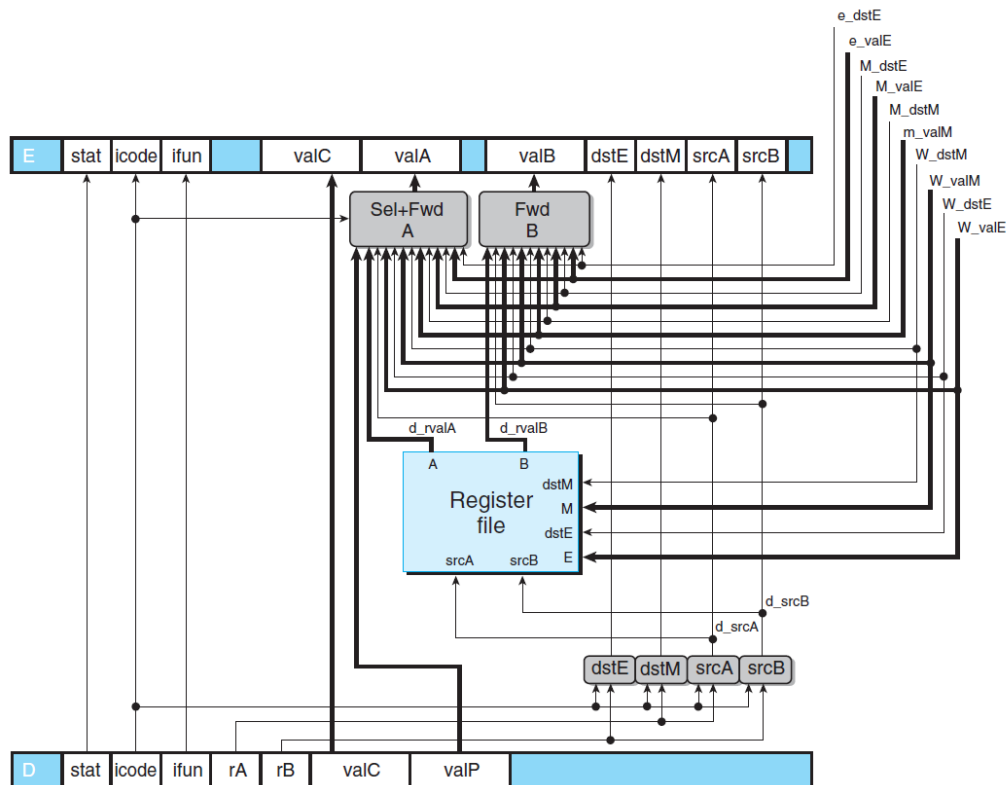 e_dstE
e_valE
M_dstE
M_valE
M_dstM
m_valM
W_dstM
W_valM
W_dstE
W_valE
E stat icode ifun valC valA valB dstE dstM srcA srcB
Sel+Fwd
A
Fwd
B
d_rvalA d_rvalB
A B
dstM
Register
file
M
dstE
E
srcA srcB
d_srcB
d_srcA
dstE dstM srcA srcB
D stat icode ifun rA rB valC valP